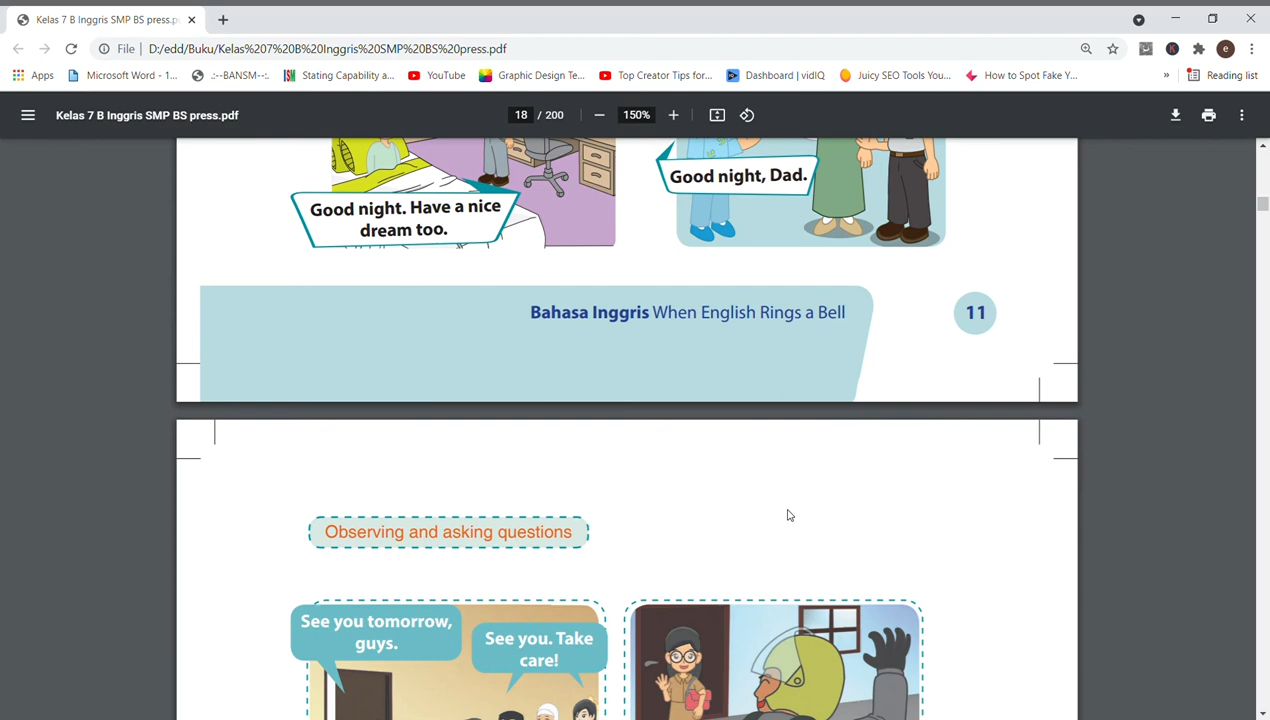 Kelas 7 B Inggris SMP BS press.p
File D:/edd/Buku/Kelas%207%20B%20Inggris%20SMP%20BS%20press.pdf
e
Apps Microsoft Word - 1... .:--BANSM--:. Stating Capability a... YouTube Graphic Design Te... Top Creator Tips for... Dashboard | vidIQ Juicy SEO Tools You... How to Spot Fake Y... » Reading list
Kelas 7 B Inggris SMP BS press.pdf 18 / 200 150%
Good night, Dad.
Good night. Have a nice
dream too.
Bahasa Inggris When English Rings a Bell 11
Observing and asking questions
See you tomorrow,
guys.
See you. Take
care!